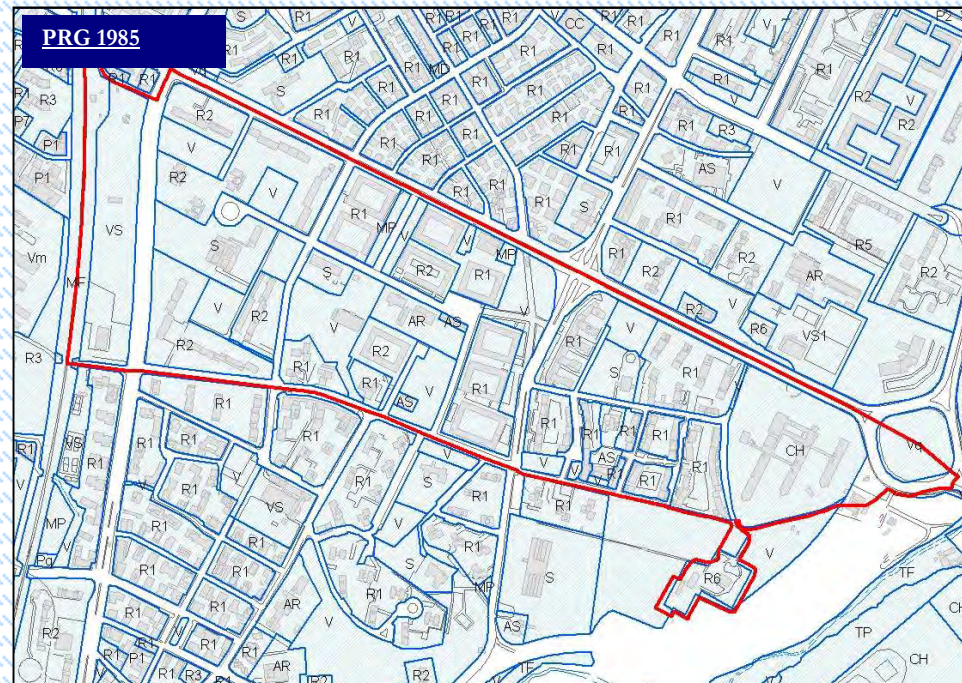 PRG 1985
S R1 V R1 R1 CC R1 R1 V P2
R1 R1 R1 MD R1 R1 R1 R1 R2 V
R3 S R1 R1 R1 R1 R2
P7 R2 R1 R1 R1 R1 R3
P1 V R1 R1 AS V
P1 R2 V R1 R1 R1 S R1
VS R1 MP V R5
Vm S R2 R1 MP R1 R2 R2 AR R2
MF S V
V R2 V AR AS R2 V R6 VS1
R2 R2 R1 V S R1
R3 R1 R1 V R1 V
R1 AS R1 R1 R1 R1 Vq
VS R1 R1 R1 AS R1 R1 CH
R1 V R1 V R1 S R1 V V R1
V VS R1 V R1 V
MP R1 R1 S R1 S
V Pg R1 R1 R1 MP R6 TF
R1 R1 AR V AS TP CH
R2 R1 P1 V R1 AR R2 TF V
V R1 R3 R2